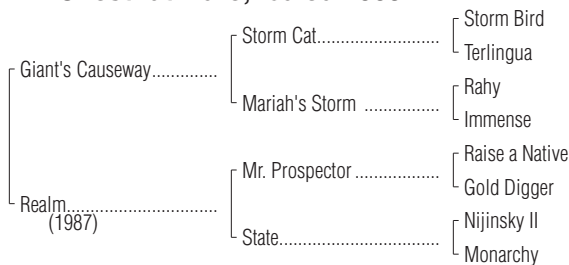 Storm Bird
Storm Cat
Terlingua
Giant's Causeway
Rahy
Mariah's Storm
Immense
Raise a Native
Mr. Prospector
Gold Digger
Realm
(1987)
Nijinsky II
State
Monarchy